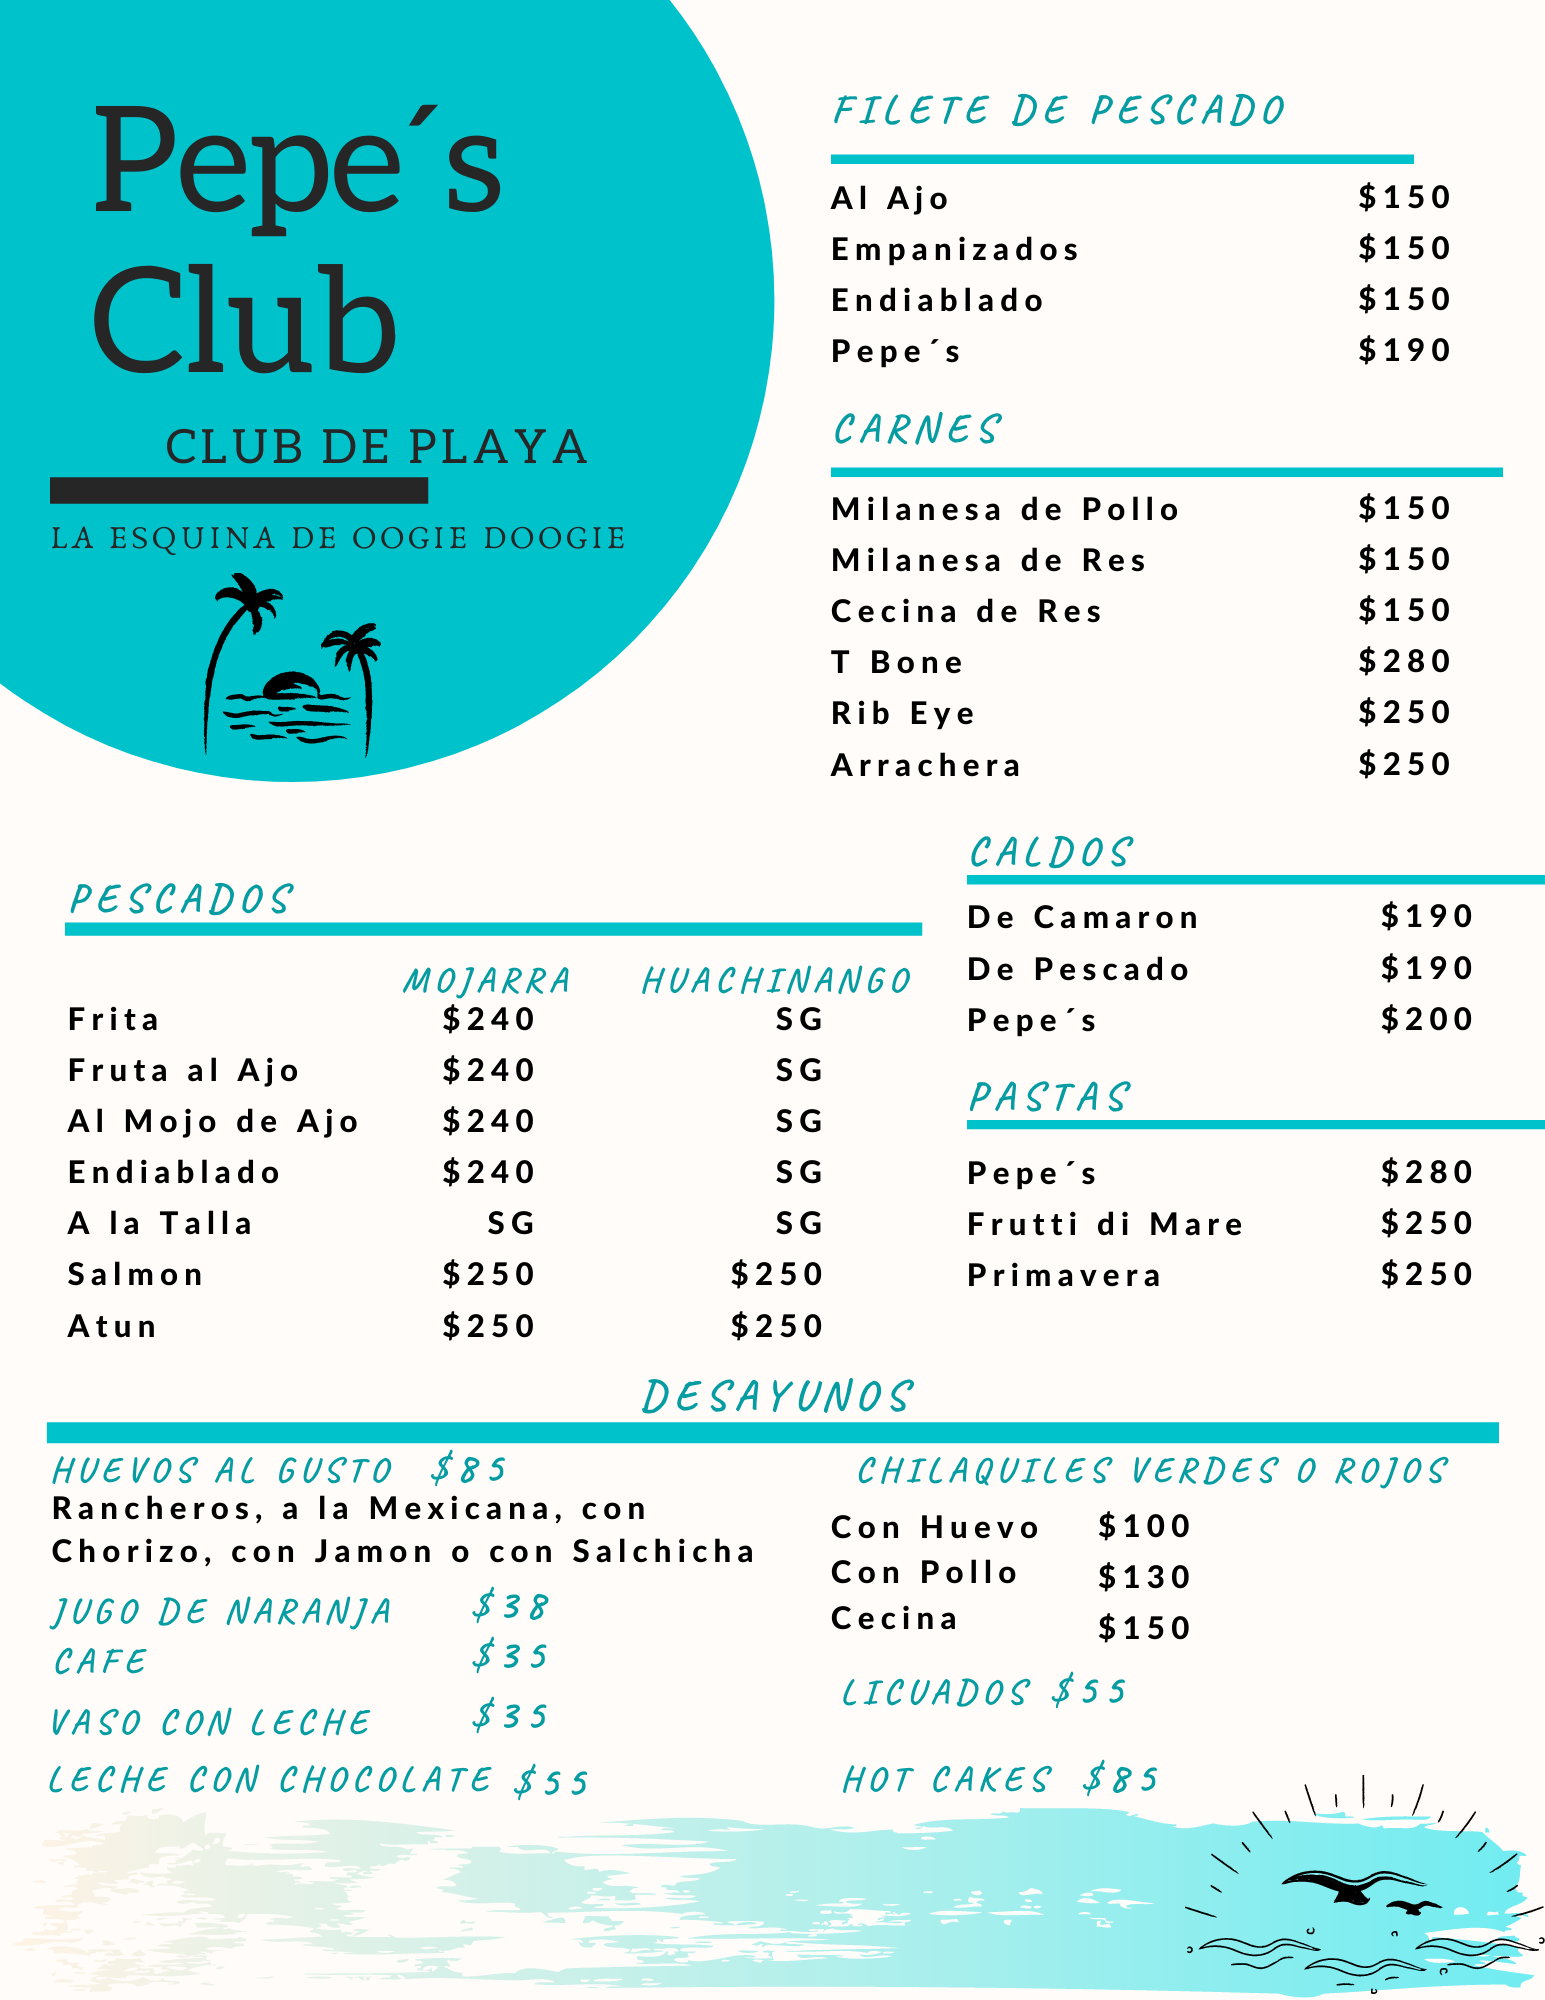 Pepe´s
Club
CLUB DE PLAYA
LA ESQUINA DE OOGIE DOOGIE
FILETE DE PESCADO
Al Ajo $150
Empanizados $150
Endiablado $150
Pepe´s $190
CARNES
Milanesa de Pollo $150
Milanesa de Res $150
Cecina de Res $150
T Bone $280
Rib Eye $250
Arrachera $250
PESCADOS
MOJARRA HUACHINANGO
Frita $240 SG
Fruta al Ajo $240 SG
Al Mojo de Ajo $240 SG
Endiablado $240 SG
A la Talla SG SG
Salmon $250 $250
Atun $250 $250
CALDOS
De Camaron $190
De Pescado $190
Pepe´s $200
PASTAS
Pepe´s $280
Frutti di Mare $250
Primavera $250
DESAYUNOS
HUEVOS AL GUSTO $85
Rancheros, a la Mexicana, con
Chorizo, con Jamon o con Salchicha
JUGO DE NARANJA $38
CAFE $35
VASO CON LECHE $35
LECHE CON CHOCOLATE $55
CHILAQUILES VERDES O ROJOS
Con Huevo $100
Con Pollo $130
Cecina $150
LICUADOS $55
HOT CAKES $85